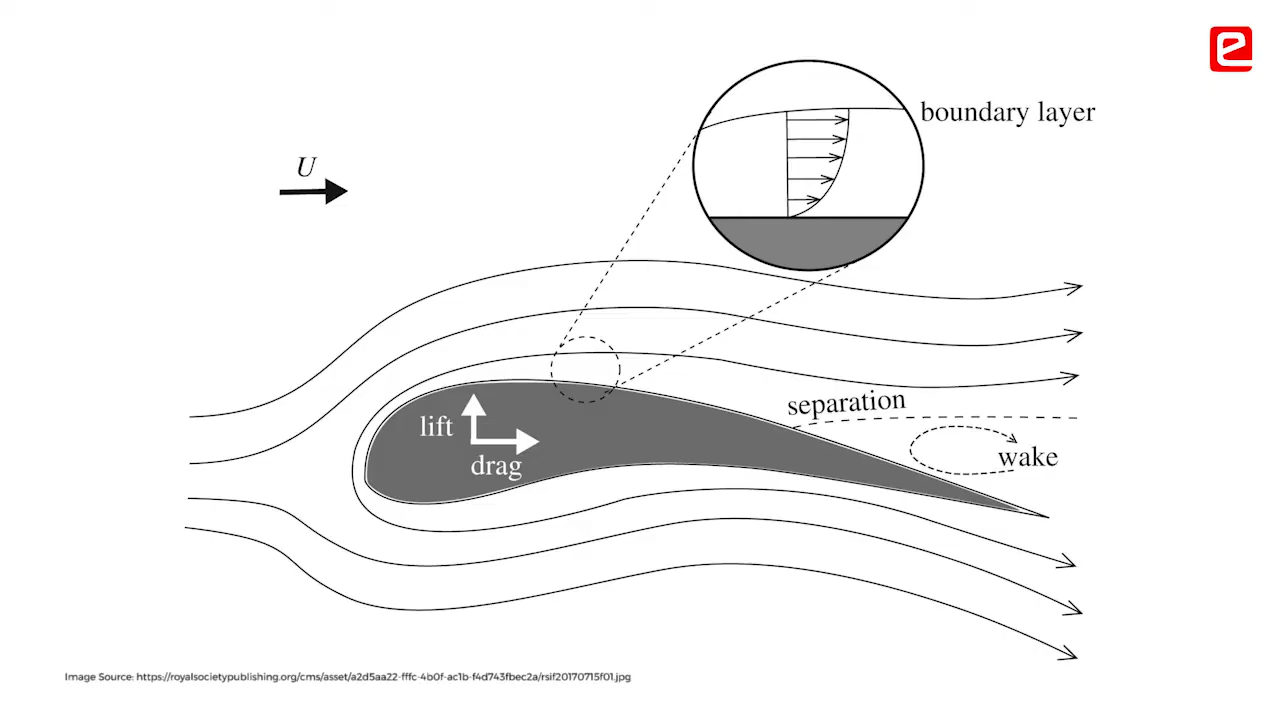 boundary layer
U
separation
lift
wake
drag
Image Source: https://royalsocietypublishing.org/cms/asset/a2d5aa22-fffc-4b0f-ac1b-f4d743fbec2a/rsif20170715f01.jpg